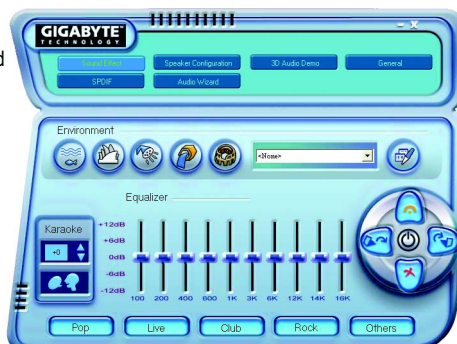 d
GIGABYTE™
TECHNOLOGY
– X
Sound Effect
Speaker Configuration
3D Audio Demo
General
SPDIF
Audio Wizard
Environment
<None>
Equalizer
Karaoke
+0
+12dB
+6dB
0dB
-6dB
-12dB
100 200 400 600 1K 3K 6K 12K 14K 16K
Pop
Live
Club
Rock
Others